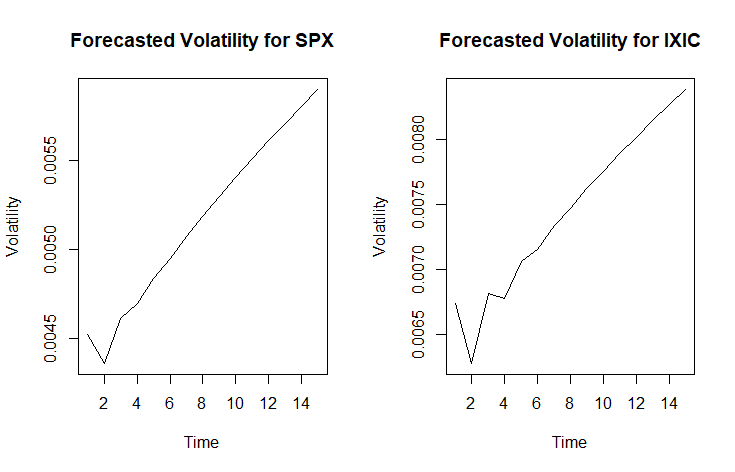 Forecasted Volatility for SPX
Volatility
0.0055
0.0050
0.0045
2 4 6 8 10 12 14
Time
Forecasted Volatility for IXIC
Volatility
0.0080
0.0075
0.0070
0.0065
2 4 6 8 10 12 14
Time